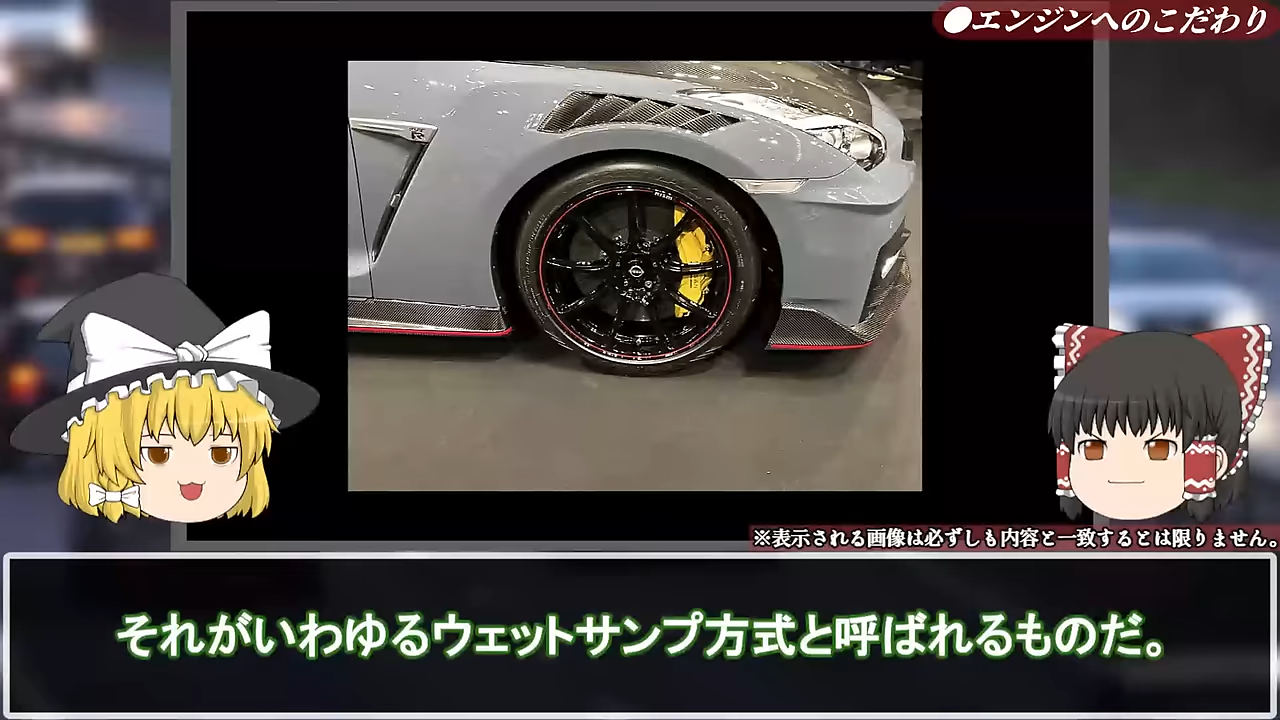 ●エンジンへのこだわり
※表示される画像は必ずしも内容と一致するとは限りません。
それがいわゆるウェットサンプ方式と呼ばれるものだ。